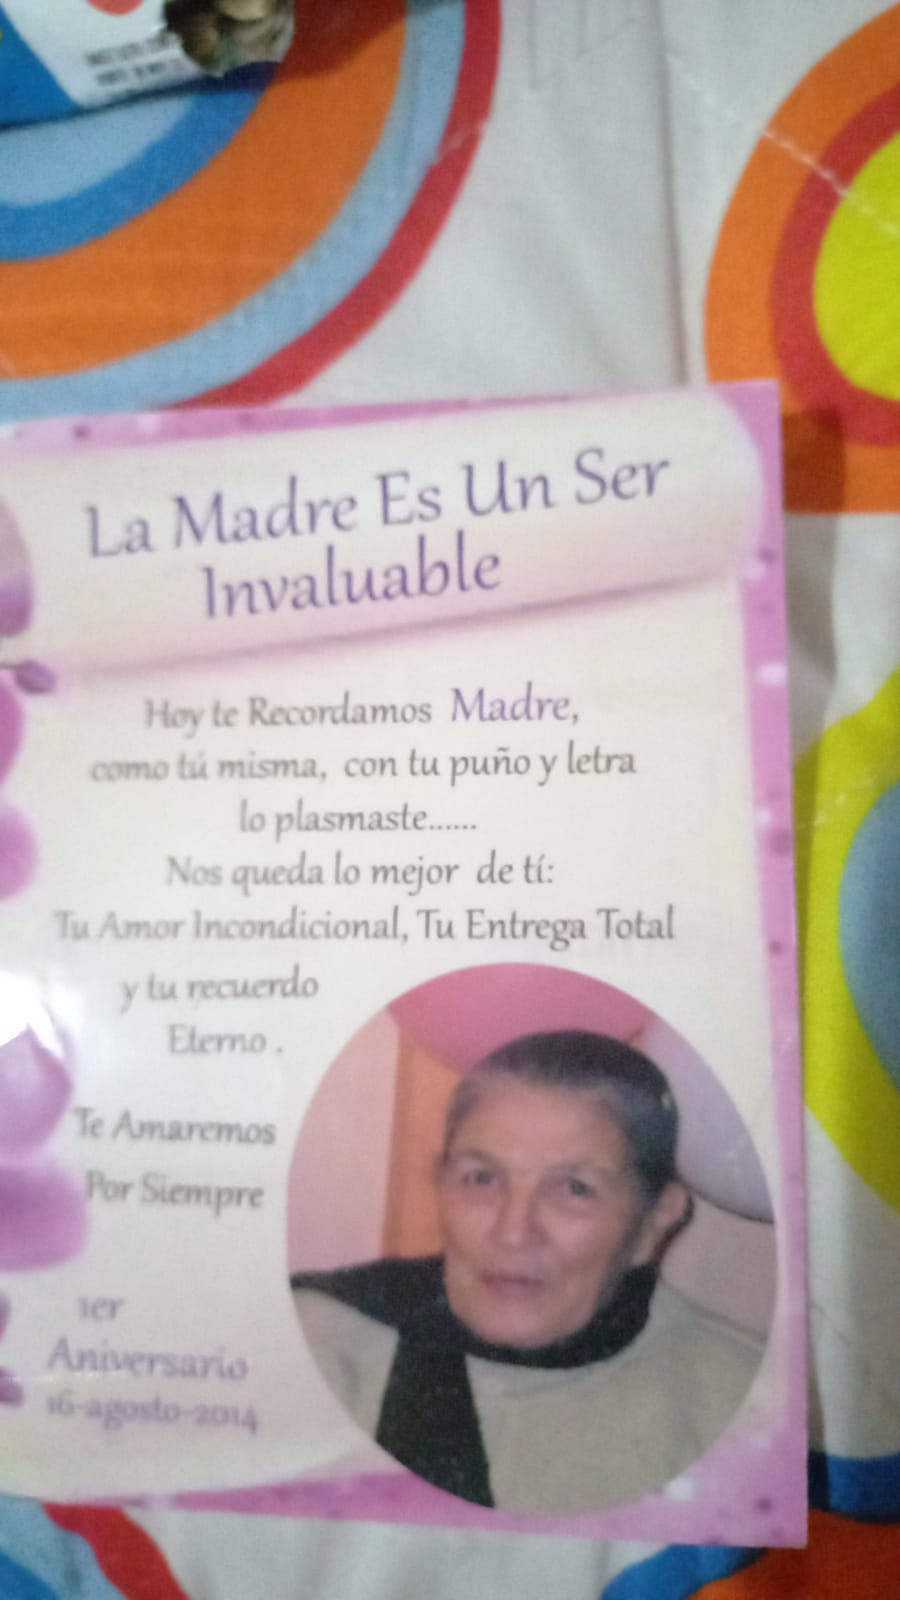 La Madre Es Un Ser
Invaluable
Hoy te Recordamos Madre,
como tú misma, con tu puño y letra
lo plasmaste......
Nos queda lo mejor de tí:
Tu Amor Incondicional, Tu Entrega Total
y tu recuerdo
Eterno .
Te Amaremos
Por Siempre
1er
Aniversario
16-agosto-2014